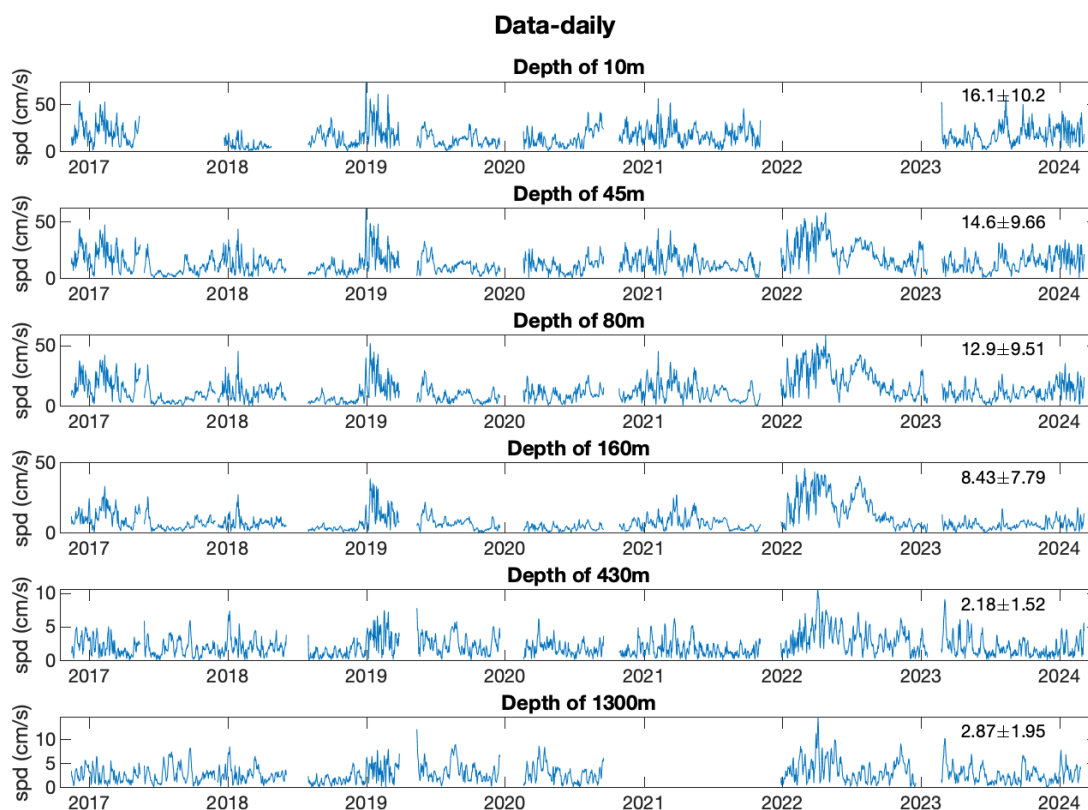 Data-daily
Depth of 10m
spd (cm/s)
50
0
16.1±10.2
2017 2018 2019 2020 2021 2022 2023 2024
Depth of 45m
spd (cm/s)
50
0
14.6±9.66
2017 2018 2019 2020 2021 2022 2023 2024
Depth of 80m
spd (cm/s)
50
0
12.9±9.51
2017 2018 2019 2020 2021 2022 2023 2024
Depth of 160m
spd (cm/s)
50
0
8.43±7.79
2017 2018 2019 2020 2021 2022 2023 2024
Depth of 430m
spd (cm/s)
10
5
0
2.18±1.52
2017 2018 2019 2020 2021 2022 2023 2024
Depth of 1300m
spd (cm/s)
10
5
0
2.87±1.95
2017 2018 2019 2020 2021 2022 2023 2024